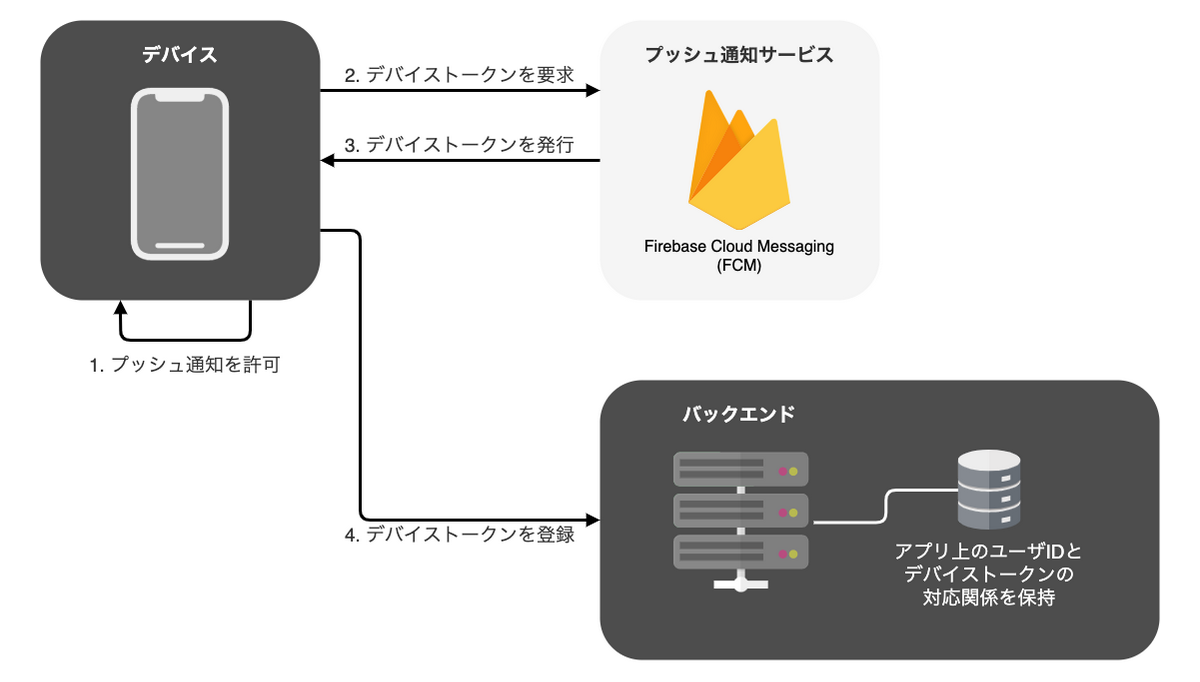 デバイス
プッシュ通知サービス
2. デバイストークンを要求
3. デバイストークンを発行
Firebase Cloud Messaging
(FCM)
1. プッシュ通知を許可
バックエンド
4. デバイストークンを登録
アプリ上のユーザIDと
デバイストークンの
対応関係を保持